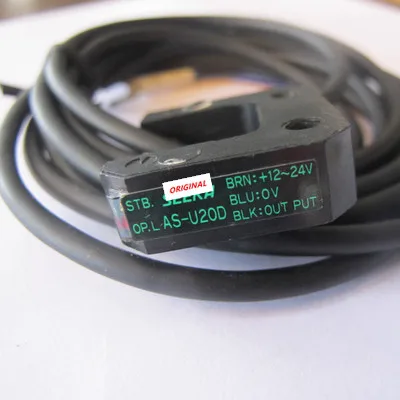 ORIGINAL
STB. SEEKA BRN:+12~24V
BLU:0V
OP.L AS-U20D BLK:OUT PUT